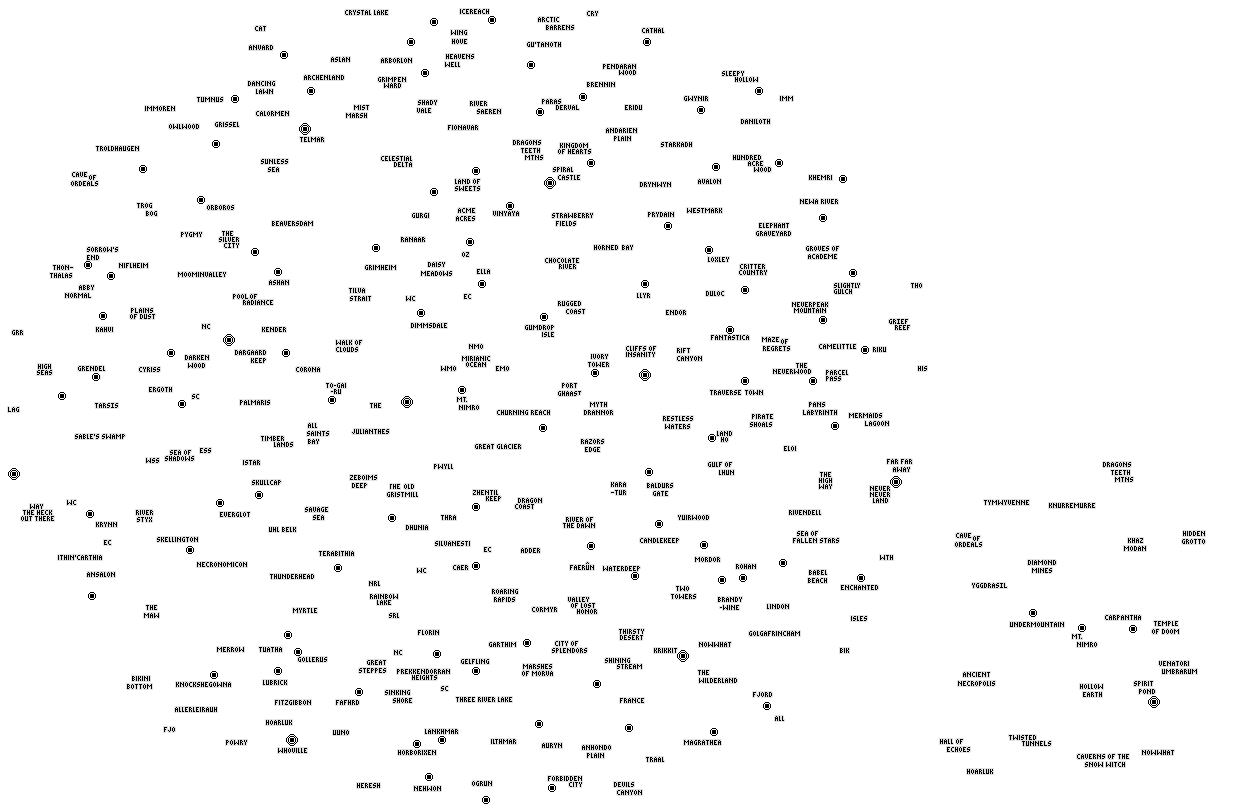 CRYSTAL LAKE
ICEREACH
CRY
ARCTIC
BARRENS
CAT
WING
HOVE
CATHAL
ANVARD
GU'TANOTH
ASLAN
ARBORLON
HEAVENS
WELL
PENDARAN
WOOD
SLEEPY
HOLLOW
ARCHENLAND
GRIMPEN
WARD
DANCING
LAWN
BRENNIN
TUMNUS
GWYNIR
IMM
IMMOREN
MIST
MARSH
SHADY
VALE
RIVER
SAEREN
PARAS
DERVAL
ERIDU
CALORMEN
DANILOTH
OWLWOOD
GRISSEL
FIONAVAR
ANDARIEN
PLAIN
TELMAR
TROLDHAUGEN
DRAGONS
TEETH
MTNS
KINGDOM
OF HEARTS
STARKADH
SUNLESS
SEA
CELESTIAL
DELTA
HUNDRED
ACRE
WOOD
CAVE OF
ORDEALS
SPIRAL
CASTLE
KHEMRI
LAND OF
SWEETS
DRYNWYN
AVALON
TROG
BOG
ORBOROS
NEWA RIVER
GURGI
ACME
ACRES
VINYAYA
STRAWBERRY
FIELDS
PRYDAIN
WESTMARK
BEAVERSDAM
ELEPHANT
GRAVEYARD
PYGMY
THE
SILVER
CITY
RANAAR
HORNED BAY
SORROW'S
END
OZ
LOXLEY
GROVES OF
ACADEME
THON-
THALAS
NIFLHEIM
MOOMINVALLEY
GRIMHEIM
DAISY
MEADOWS
ELLA
CHOCOLATE
RIVER
CRITTER
COUNTRY
ASHAN
ABBY
NORMAL
POOL OF
RADIANCE
TILVA
STRAIT
WC
EC
LLYR
DULOC
SLIGHTLY
GULCH
THO
PLAINS
OF DUST
RUGGED
COAST
ENDOR
NEVERPEAK
MOUNTAIN
GRR
KAHVI
NC
KENDER
DIMMSDALE
GUMDROP
ISLE
GRIEF
REEF
WALK OF
CLOUDS
NMO
FANTASTICA
MAZE OF
REGRETS
CAMELITTLE
RIKU
DARKEN
WOOD
DARGAARD
KEEP
MIRIANIC
OCEAN
IVORY
TOWER
CLIFFS OF
INSANITY
RIFT
CANYON
HIGH
SEAS
GRENDEL
CYRISS
CORONA
WMO
EMO
THE
NEVERWOOD
PARCEL
PASS
HIS
ERGOTH
SC
TO-GAI
-RU
PORT
GHAAST
TRAVERSE TOWN
LAG
TARSIS
PALMARIS
THE
MT.
NIMRO
CHURNING REACH
MYTH
DRANNOR
PANS
LABYRINTH
MERMAIDS
LAGOON
SABLE'S SWAMP
ALL
SAINTS
BAY
JULIANTHES
RESTLESS
WATERS
PIRATE
SHOALS
TIMBER
LANDS
GREAT GLACIER
RAZORS
EDGE
LAND
HO
ELOI
WSS
SEA OF
SHADOWS
ESS
ISTAR
PWYLL
GULF OF
LHUN
FAR FAR
AWAY
DRAGONS
TEETH
MTNS
SKULLCAP
ZEBOIMS
DEEP
THE OLD
GRISTMILL
ZHENTIL
KEEP
KARA
-TUR
BALDURS
GATE
THE
HIGH
WAY
NEVER
NEVER
LAND
WAY
THE HECK
OUT THERE
WC
RIVER
STYX
EVERGLOT
SAVAGE
SEA
DRAGON
COAST
TYMWYVENNE
KNURREMURRE
KRYNN
UHL BELK
DHUNIA
THRA
RIVER OF
THE DAWN
YUIRWOOD
RIVENDELL
EC
SKELLINGTON
SILVANESTI
EC
ADDER
CANDLEKEEP
SEA OF
FALLEN STARS
CAVE OF
ORDEALS
KHAZ
MODAN
HIDDEN
GROTTO
ITHIN'CARTHIA
NECRONOMICON
TERABITHIA
WC
CAER
FAERÛN
WATERDEEP
MORDOR
ROHAN
WTH
DIAMOND
MINES
ANSALON
THUNDERHEAD
NRL
BABEL
BEACH
ENCHANTED
YGGDRASIL
RAINBOW
LAKE
ROARING
RAPIDS
TWO
TOWERS
BRANDY
-WINE
LINDON
THE
MAW
MYRTLE
SRL
CORMYR
VALLEY
OF LOST
HONOR
ISLES
UNDERMOUNTAIN
CARPANTHA
TEMPLE
OF DOOM
FLORIN
THIRSTY
DESERT
GOLGAFRINCHAM
MT.
NIMRO
MERROW
TUATHA
GOLLERUS
NC
GARTHIM
CITY OF
SPLENDORS
KRIKKIT
NOWWHAT
BIK
GREAT
STEPPES
PREKKENDORRAN
HEIGHTS
GELFLING
MARSHES
OF MORVA
SHINING
STREAM
THE
WILDERLAND
VENATORI
UMBRARUM
BIKINI
BOTTOM
KNOCKSHEGOWNA
LUBRICK
SC
ANCIENT
NECROPOLIS
HOLLOW
EARTH
SPIRIT
POND
FITZGIBBON
FAFHRD
SINKING
SHORE
THREE RIVER LAKE
FRANCE
FJORD
ALLERLEIRAUH
ALL
FJO
HOARLUK
UUNO
LANKHMAR
POWRY
WHOVILLE
HORBORIXEN
ILTHMAR
AURYN
ANHONDO
PLAIN
MAGRATHEA
HALL OF
ECHOES
TWISTED
TUNNELS
TRAAL
CAVERNS OF THE
SNOW WITCH
NOWWHAT
HOARLUK
HERESH
NEHWON
OGRUN
FORBIDDEN
CITY
DEVILS
CANYON